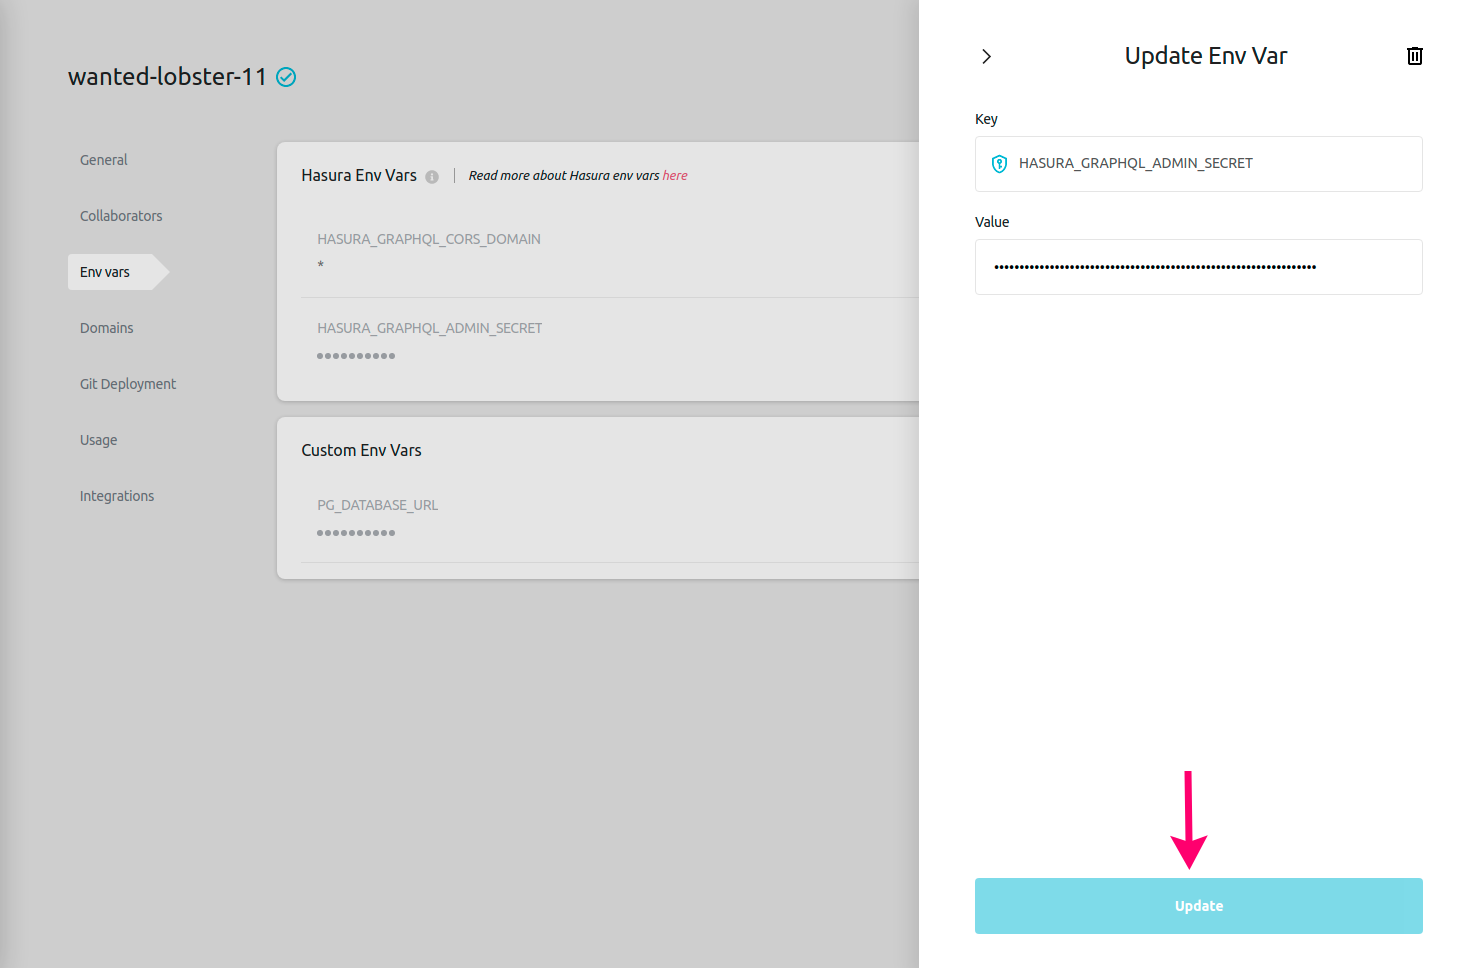 wanted-lobster-11
General
Collaborators
Env vars
Domains
Git Deployment
Usage
Integrations
Hasura Env Vars | Read more about Hasura env vars here
HASURA_GRAPHQL_CORS_DOMAIN
*
HASURA_GRAPHQL_ADMIN_SECRET
Custom Env Vars
PG_DATABASE_URL
Update Env Var
Key
HASURA_GRAPHQL_ADMIN_SECRET
Value
Update